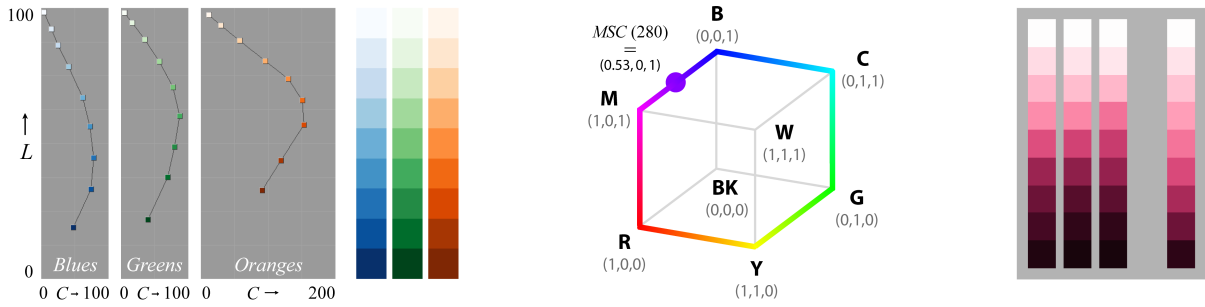 100
L
0
Blues
Greens
Oranges
0 C→100
0 C→100
0 C→ 200
MSC (280)
=
(0.53, 0, 1)
B
(0,0,1)
C
(0,1,1)
M
(1,0,1)
W
(1,1,1)
BK
(0,0,0)
G
(0,1,0)
R
(1,0,0)
Y
(1,1,0)